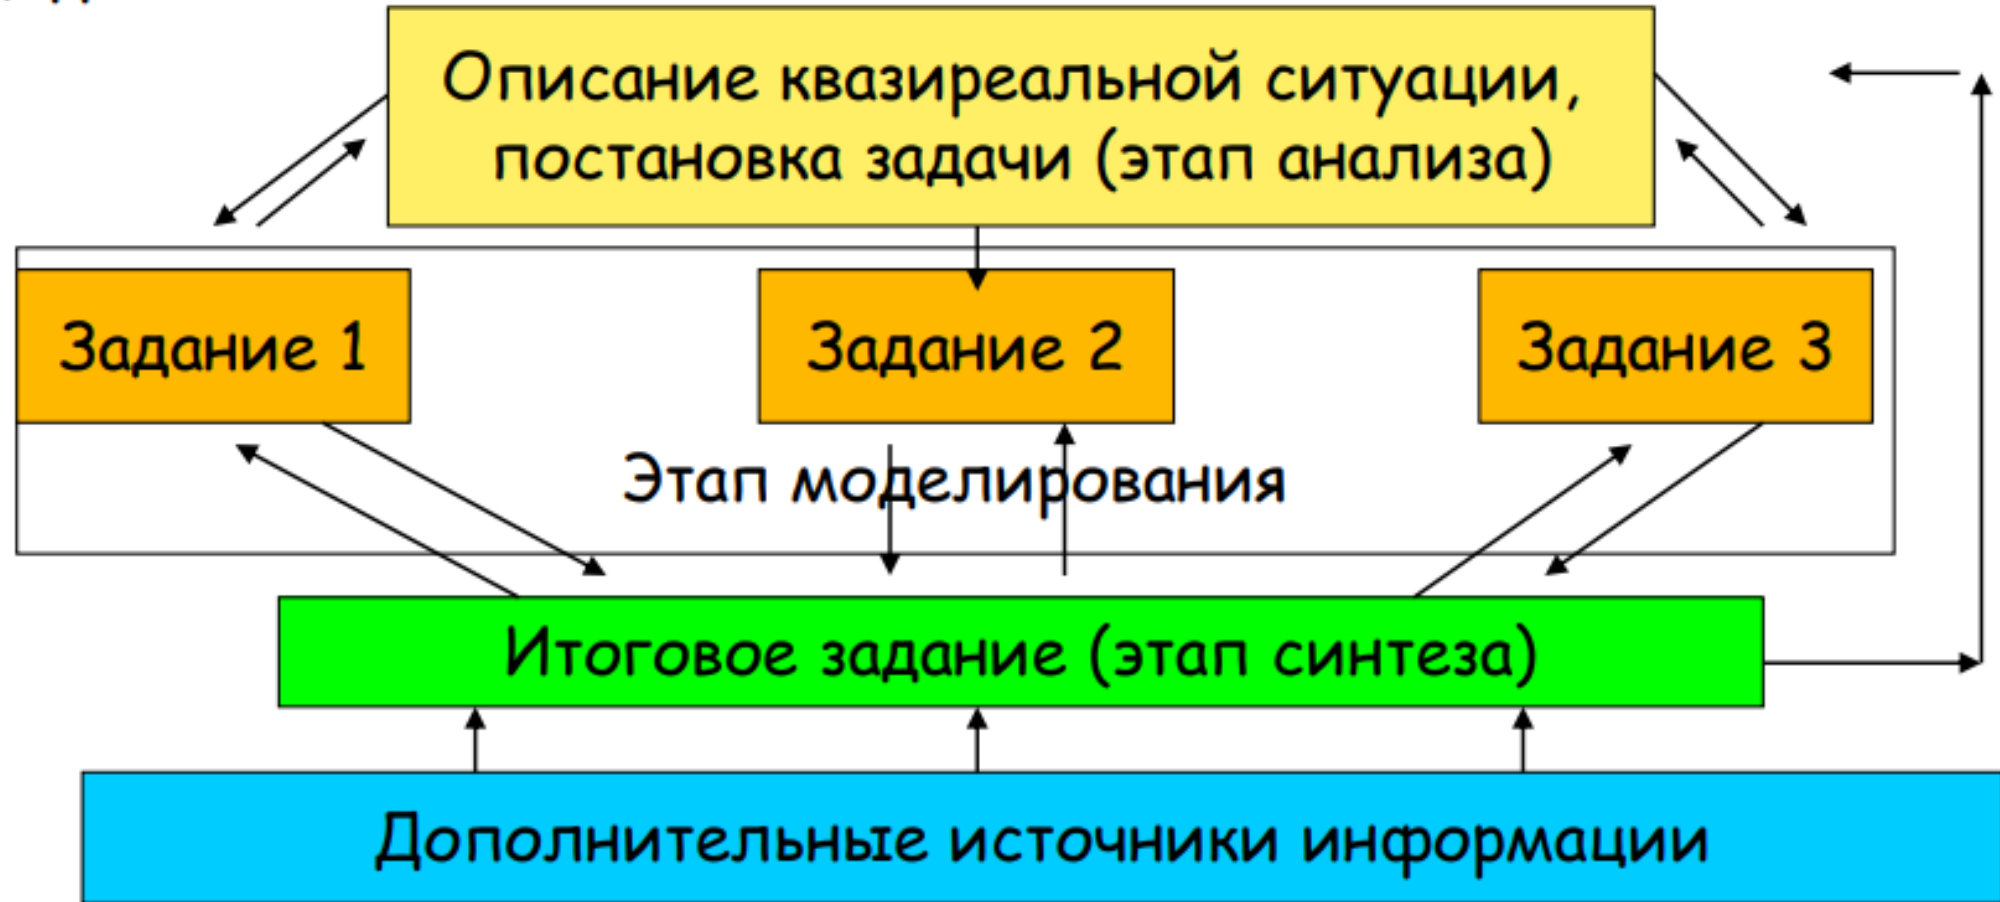 Описание квазиреальной ситуации,
постановка задачи (этап анализа)
Задание 1
Задание 2
Задание 3
Этап моделирования
Итоговое задание (этап синтеза)
Дополнительные источники информации